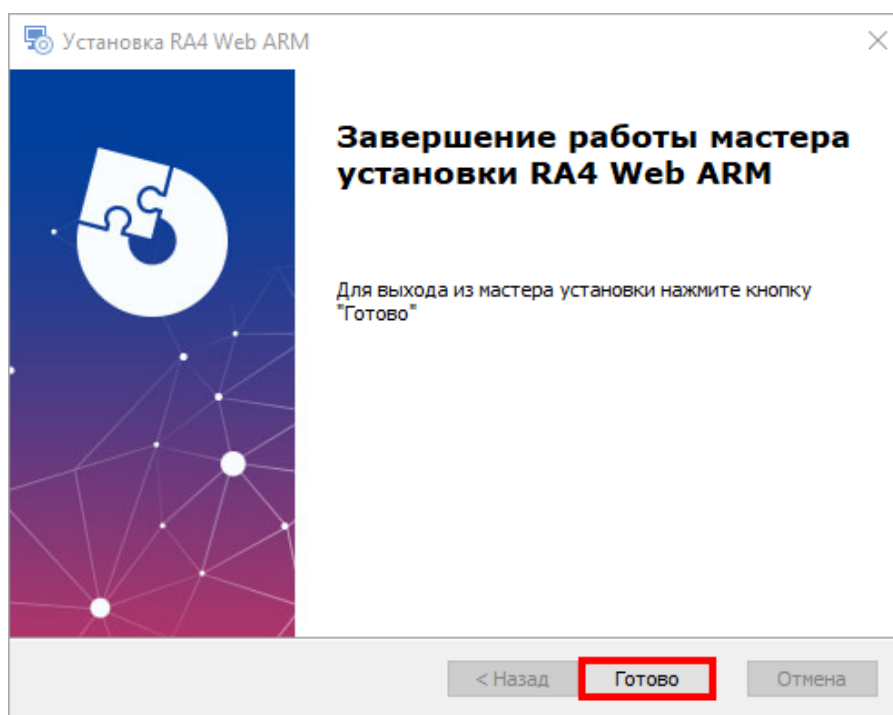 Установка RA4 Web ARM
Завершение работы мастера
установки RA4 Web ARM
Для выхода из мастера установки нажмите кнопку
"Готово"
< Назад
Готово
Отмена